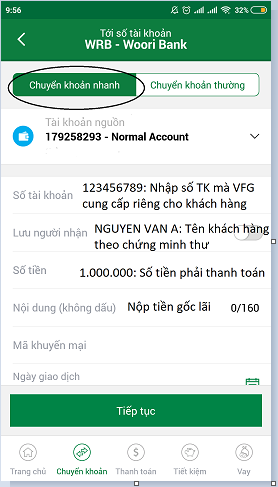 9:56
32%
Tới số tài khoản
WRB - Woori Bank
Chuyển khoản nhanh
Chuyển khoản thường
Tài khoản nguồn
179258293 - Normal Account
Số tài khoản
123456789: Nhập số TK mà VFG
cung cấp riêng cho khách hàng
Lưu người nhận
NGUYEN VAN A: Tên khách hàng
theo chứng minh thư
Số tiền
1.000.000: Số tiền phải thanh toán
Nội dung (không dấu)
Nộp tiền gốc lãi
0/160
Mã khuyến mại
Ngày giao dịch
Tiếp tục
Trang chủ
Chuyển khoản
Thanh toán
Tiết kiệm
Vay